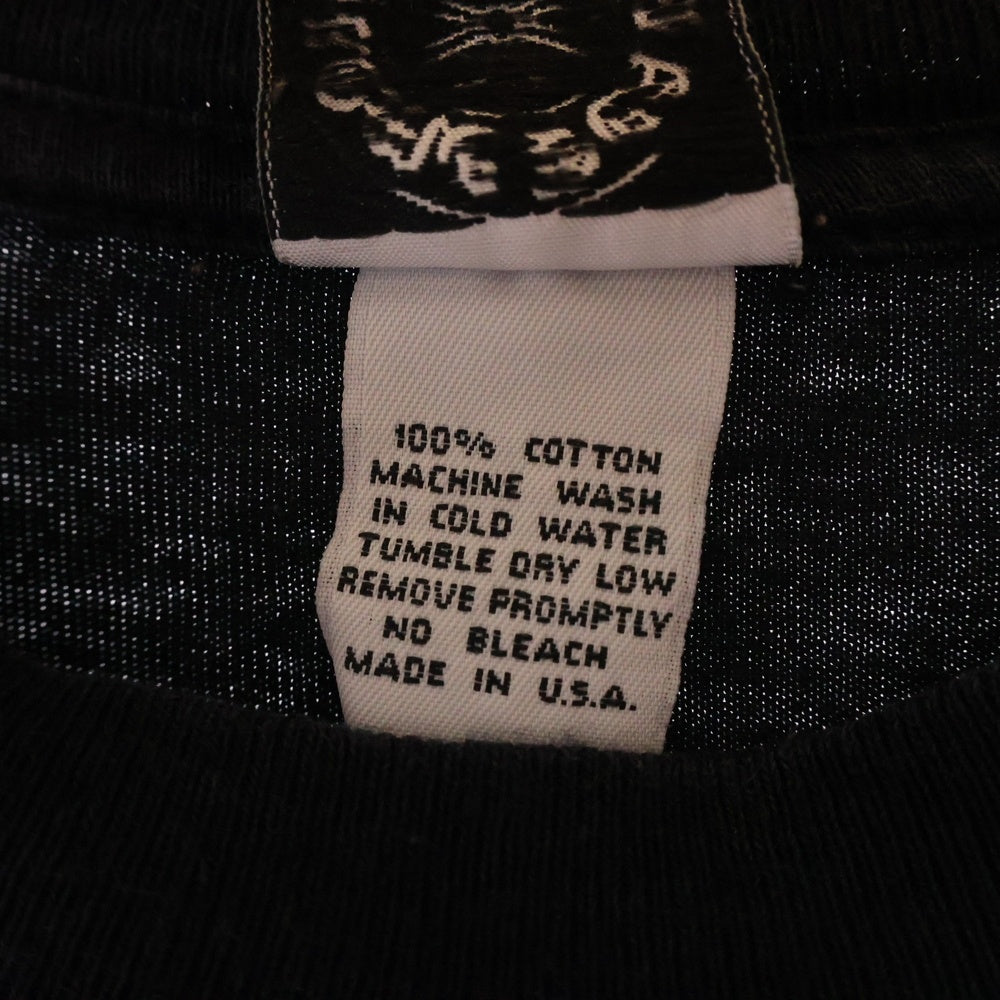 100% COTTON
MACHINE WASH
IN COLD WATER
TUMBLE DRY LOW
REMOVE PROMPTLY
NO BLEACH
MADE IN U.S.A.